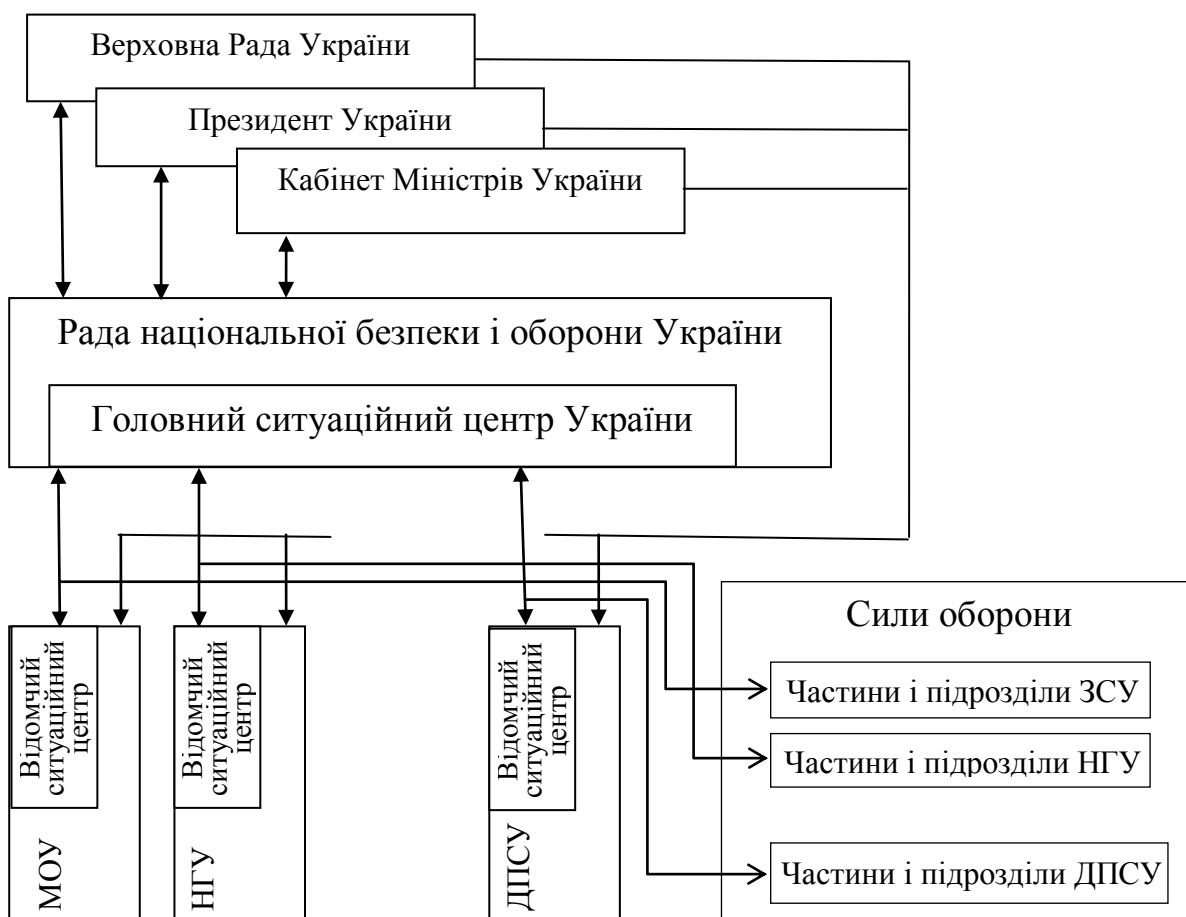 Верховна Рада України
Президент України
Кабінет Міністрів України
Рада національної безпеки і оборони України
Головний ситуаційний центр України
Відомчий
ситуаційний
центр
МОУ
Відомчий
ситуаційний
центр
НГУ
Відомчий
ситуаційний
центр
ДПСУ
Сили оборони
Частини і підрозділи ЗСУ
Частини і підрозділи НГУ
Частини і підрозділи ДПСУ